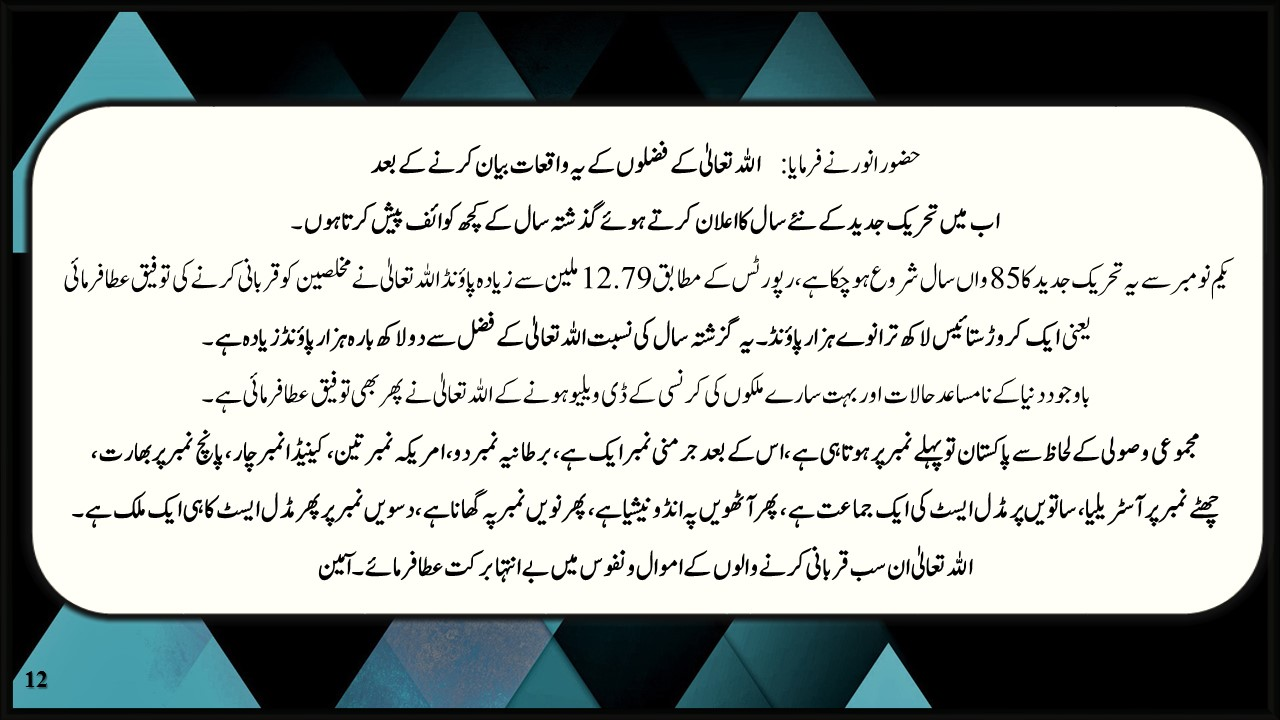 حضور انور نے فرمایا: اللہ تعالیٰ کے فضلوں کے یہ واقعات بیان کرنے کے بعد
اب میں تحریک جدید کے نئے سال کا اعلان کرتے ہوئے گذشتہ سال کے کچھ کوائف پیش کرتا ہوں۔
یکم نومبر سے یہ تحریک جدید کا 85 واں سال شروع ہو چکا ہے، رپورٹس کے مطابق 12.79 ملین سے زیادہ پاؤنڈ اللہ تعالیٰ نے مخلصین کو قربانی کرنے کی توفیق عطا فرمائی
یعنی ایک کروڑ ستائیس لاکھ ترانوے ہزار پاؤنڈ۔ یہ گزشتہ سال کی نسبت اللہ تعالیٰ کے فضل سے دو لاکھ بارہ ہزار پاؤنڈ زیادہ ہے۔
باوجود دنیا کے نامساعد حالات اور بہت سارے ملکوں کی کرنسی کے ڈی ویلیو ہونے کے اللہ تعالیٰ نے پھر بھی توفیق عطا فرمائی ہے۔
مجموعی وصولی کے لحاظ سے پاکستان تو پہلے نمبر پر ہوتا ہی ہے، اس کے بعد جرمنی نمبر ایک ہے، برطانیہ نمبر دو، امریکہ نمبر تین، کینیڈا نمبر چار، پانچ نمبر پر بھارت،
چھٹے نمبر پر آسٹریلیا، ساتویں پر مڈل ایسٹ کی ایک جماعت ہے، پھر آٹھویں پہ انڈونیشیا ہے، پھر نویں نمبر پہ گھانا ہے، دسویں نمبر پر پھر مڈل ایسٹ کا ہی ایک ملک ہے۔
اللہ تعالیٰ ان سب قربانی کرنے والوں کے اموال و نفوس میں بے انتہا برکت عطا فرمائے۔ آمین
12